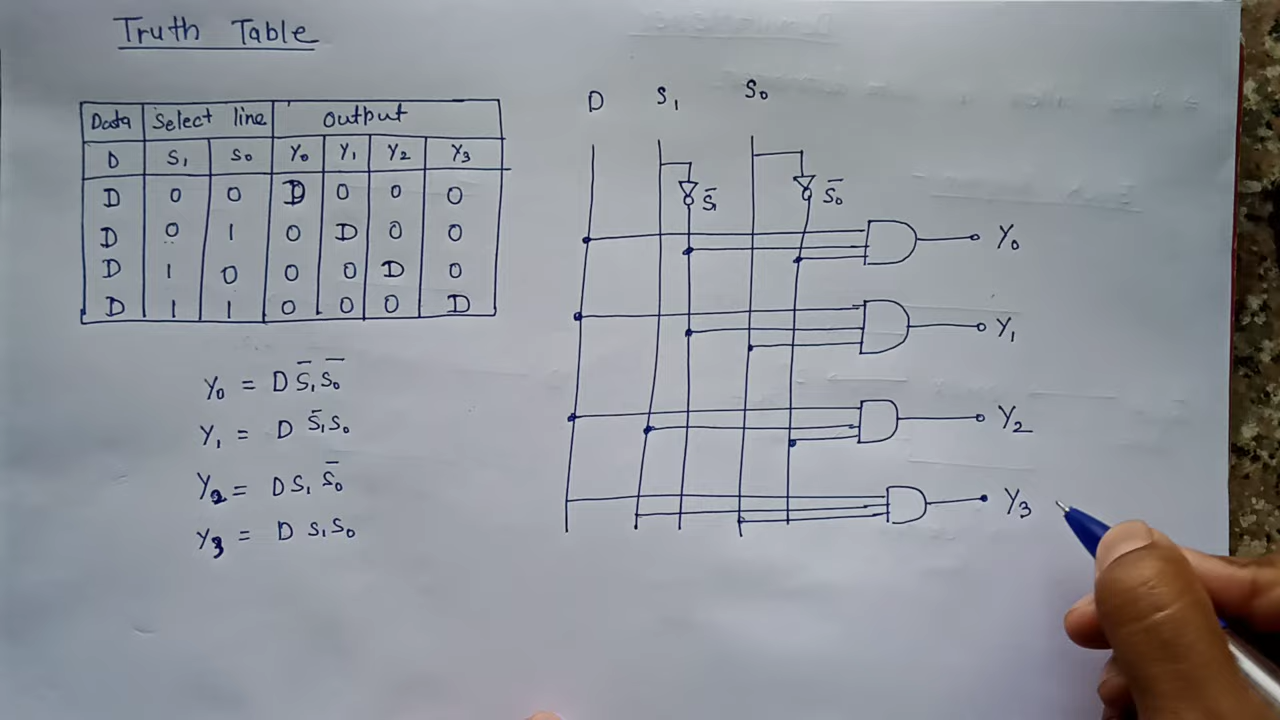 Truth Table
Data Select line output
D S₁ S₀ Y₀ Y₁ Y₂ Y₃
D 0 0 D 0 0 0
D 0 1 0 D 0 0
D 1 0 0 0 D 0
D 1 1 0 0 0 D
Y₀ = D S̄₁ S̄₀
Y₁ = D S̄₁ S₀
Y₂ = D S₁ S̄₀
Y₃ = D S₁ S₀
D S₁ S₀
S̄₁ S̄₀
Y₀
Y₁
Y₂
Y₃